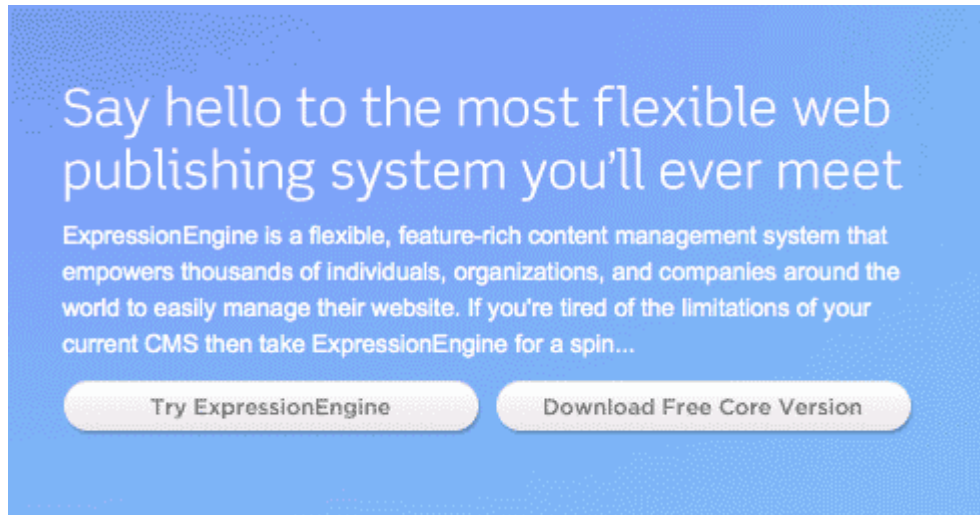 Say hello to the most flexible web
publishing system you'll ever meet
ExpressionEngine is a flexible, feature-rich content management system that
empowers thousands of individuals, organizations, and companies around the
world to easily manage their website. If you're tired of the limitations of your
current CMS then take ExpressionEngine for a spin...
Try ExpressionEngine
Download Free Core Version